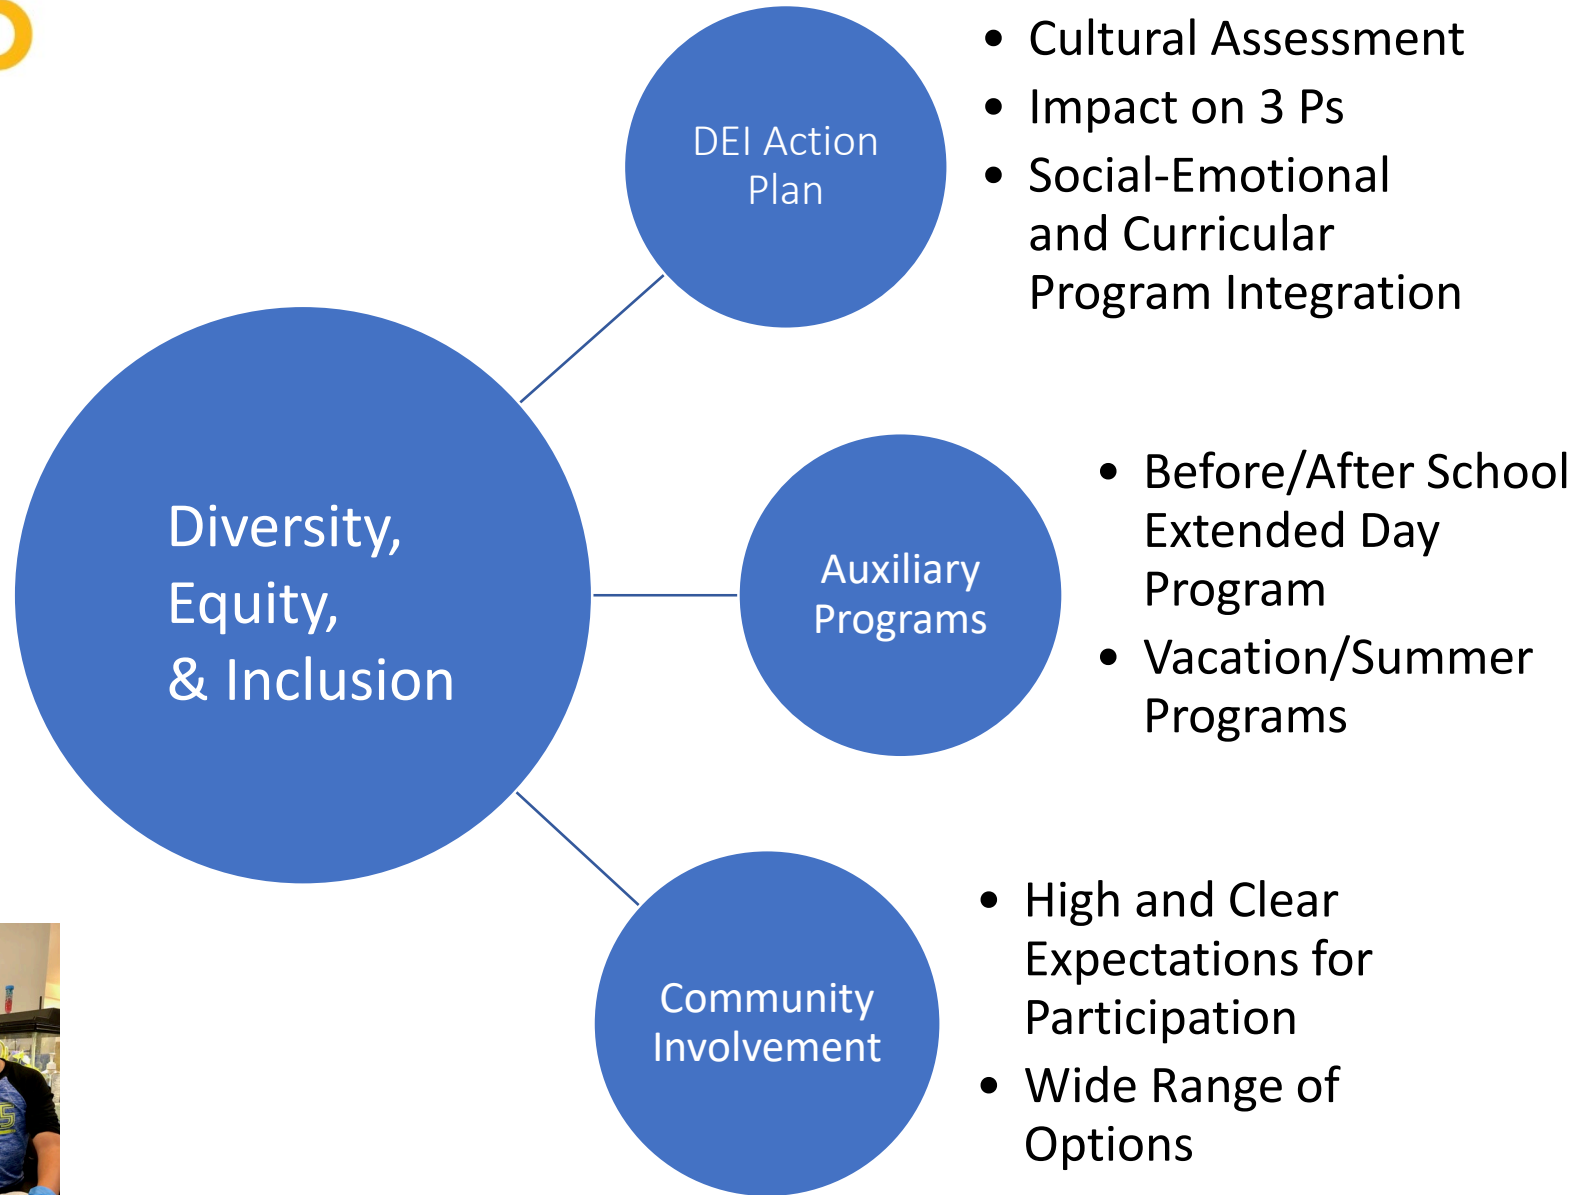 Diversity,
Equity,
& Inclusion
DEI Action
Plan
• Cultural Assessment
• Impact on 3 Ps
• Social-Emotional
and Curricular
Program Integration
Auxiliary
Programs
• Before/After School
Extended Day
Program
• Vacation/Summer
Programs
Community
Involvement
• High and Clear
Expectations for
Participation
• Wide Range of
Options